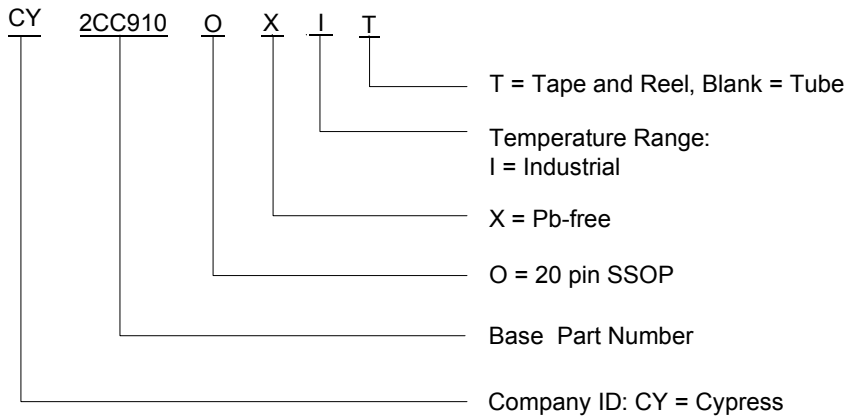 CY 2CC910 O X I T
T = Tape and Reel, Blank = Tube
Temperature Range:
I = Industrial
X = Pb-free
O = 20 pin SSOP
Base Part Number
Company ID: CY = Cypress